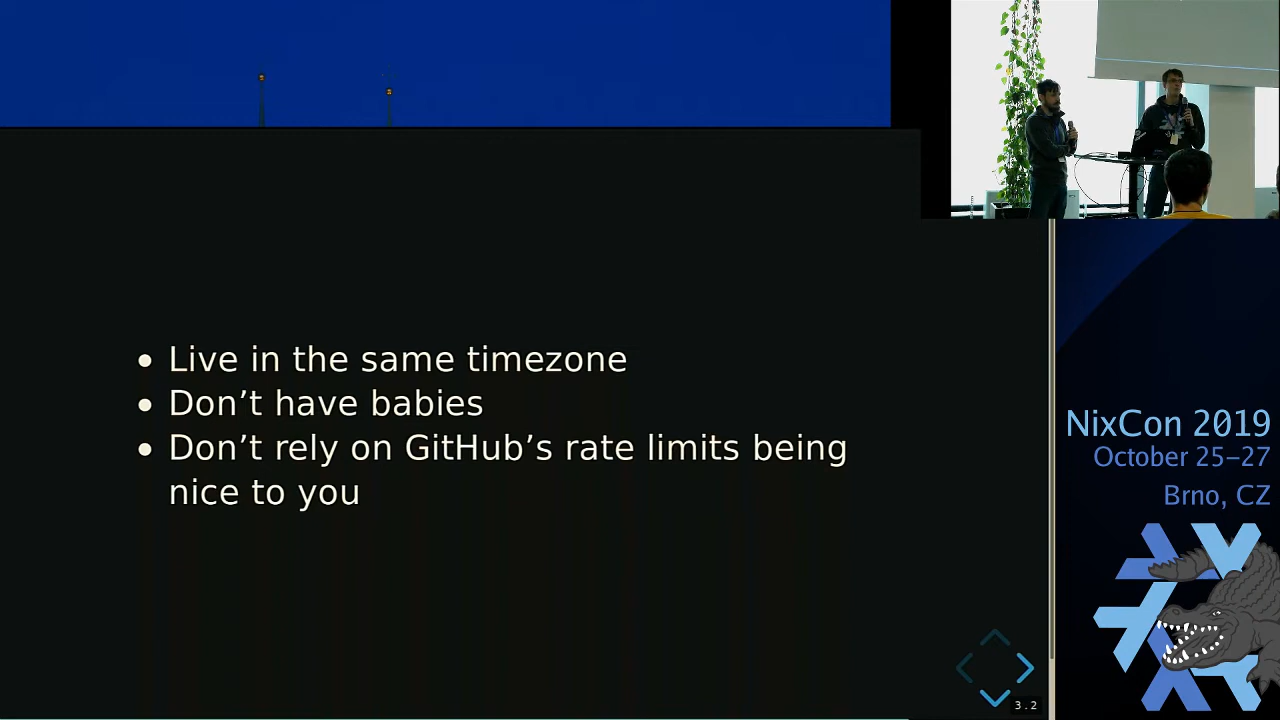 Live in the same timezone
Don’t have babies
Don’t rely on GitHub’s rate limits being
nice to you
3.2
NixCon 2019
October 25–27
Brno, CZ